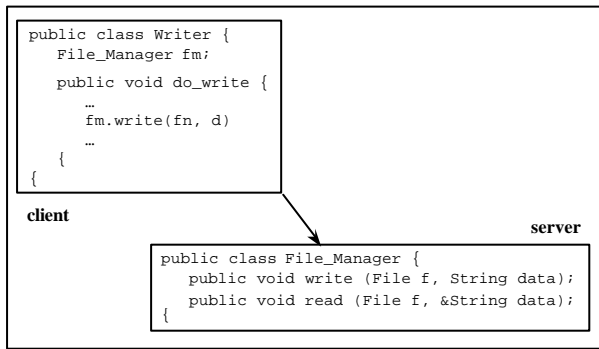 public class Writer {
File_Manager fm;
public void do_write {
…
fm.write(fn, d)
…
{
{
client
server
public class File_Manager {
public void write (File f, String data);
public void read (File f, &String data);
{